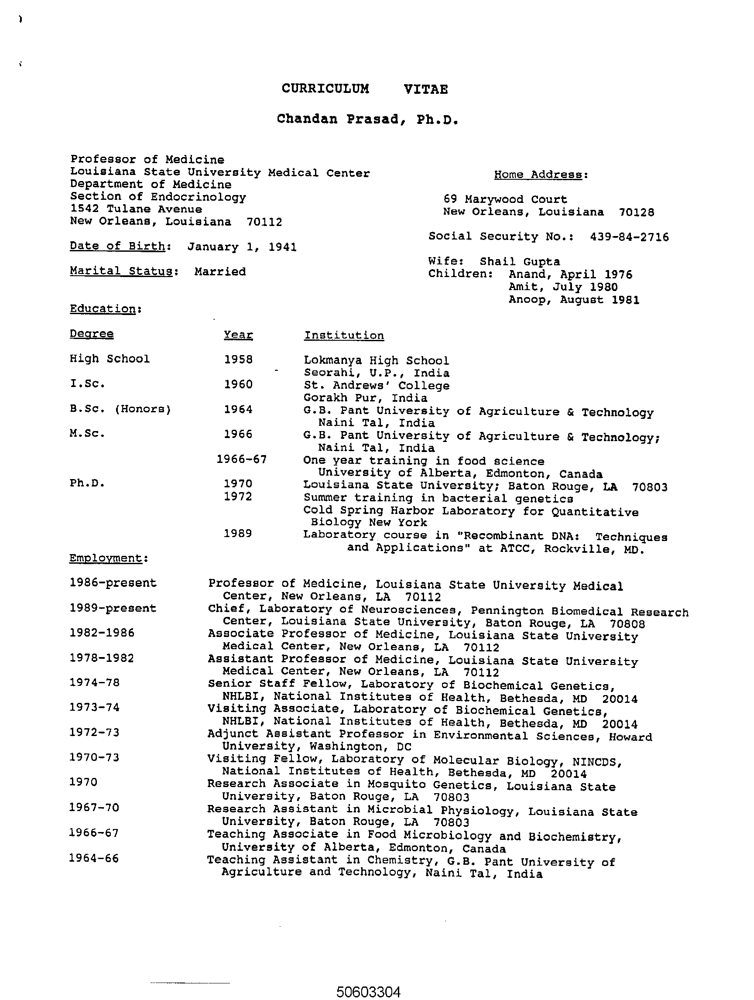 CURRICULUM VITAE
Chandan Prasad, Ph.D.
Professor of Medicine
Louisiana State University Medical Center
Department of Medicine
Section of Endocrinology
1542 Tulane Avenue
New Orleans, Louisiana 70112
Home Address:
69 Marywood Court
New Orleans, Louisiana 70128
Social Security No.: 439-84-2716
Date of Birth: January 1, 1941
Marital Status: Married
Wife: Shail Gupta
Children: Anand, April 1976
Amit, July 1980
Anoop, August 1981
Education:
Degree Year Institution
High School 1958 Lokmanya High School
Seorahi, U.P., India
I.Sc. 1960 St. Andrews' College
Gorakh Pur, India
B.Sc. (Honors) 1964 G.B. Pant University of Agriculture & Technology
Naini Tal, India
M.Sc. 1966 G.B. Pant University of Agriculture & Technology;
Naini Tal, India
1966-67 One year training in food science
University of Alberta, Edmonton, Canada
Ph.D. 1970 Louisiana State University; Baton Rouge, LA 70803
1972 Summer training in bacterial genetics
Cold Spring Harbor Laboratory for Quantitative
Biology New York
1989 Laboratory course in "Recombinant DNA: Techniques
and Applications" at ATCC, Rockville, MD.
Employment:
1986-present Professor of Medicine, Louisiana State University Medical
Center, New Orleans, LA 70112
1989-present Chief, Laboratory of Neurosciences, Pennington Biomedical Research
Center, Louisiana State University, Baton Rouge, LA 70808
1982-1986 Associate Professor of Medicine, Louisiana State University
Medical Center, New Orleans, LA 70112
1978-1982 Assistant Professor of Medicine, Louisiana State University
Medical Center, New Orleans, LA 70112
1974-78 Senior Staff Fellow, Laboratory of Biochemical Genetics,
NHLBI, National Institutes of Health, Bethesda, MD 20014
1973-74 Visiting Associate, Laboratory of Biochemical Genetics,
NHLBI, National Institutes of Health, Bethesda, MD 20014
1972-73 Adjunct Assistant Professor in Environmental Sciences, Howard
University, Washington, DC
1970-73 Visiting Fellow, Laboratory of Molecular Biology, NINCDS,
National Institutes of Health, Bethesda, MD 20014
1970 Research Associate in Mosquito Genetics, Louisiana State
University, Baton Rouge, LA 70803
1967-70 Research Assistant in Microbial Physiology, Louisiana State
University, Baton Rouge, LA 70803
1966-67 Teaching Associate in Food Microbiology and Biochemistry,
University of Alberta, Edmonton, Canada
1964-66 Teaching Assistant in Chemistry, G.B. Pant University of
Agriculture and Technology, Naini Tal, India
50603304